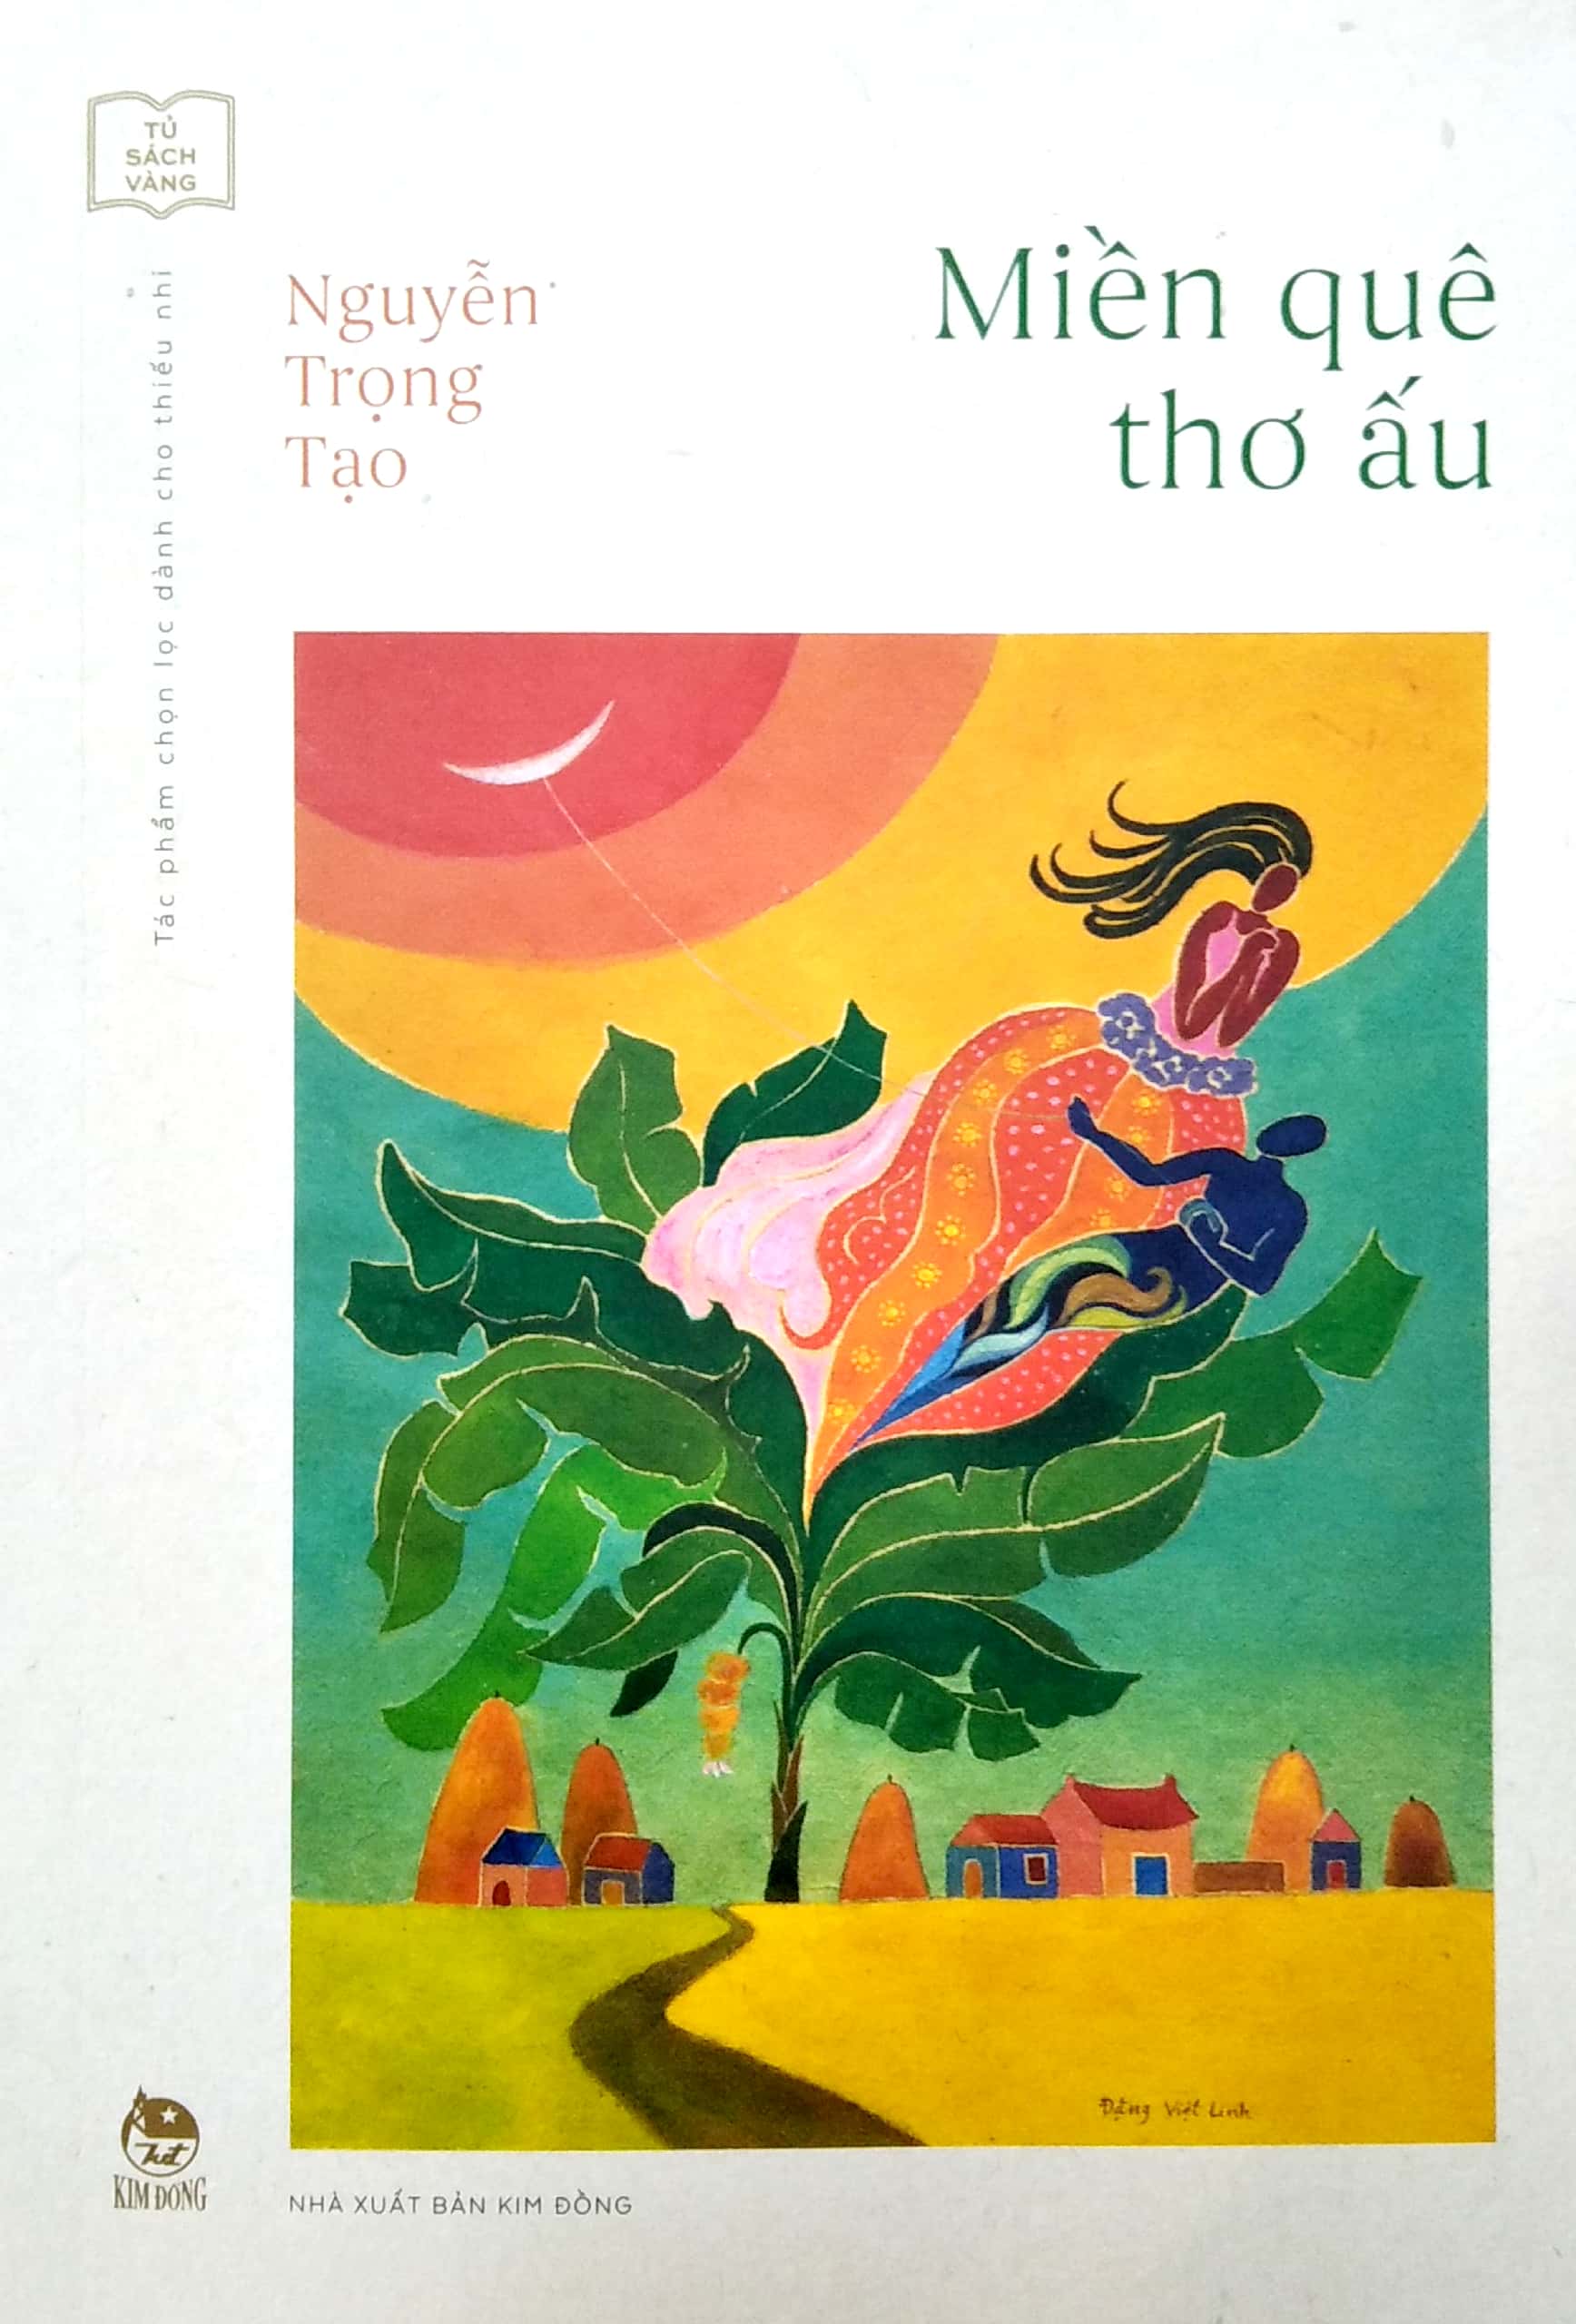 TỦ
SÁCH
VÀNG
Tác phẩm chọn lọc dành cho thiếu nhi
Nguyễn
Trọng
Tạo
Miền quê
thơ ấu
Đặng Việt Linh
KIM ĐỒNG
NHÀ XUẤT BẢN KIM ĐỒNG